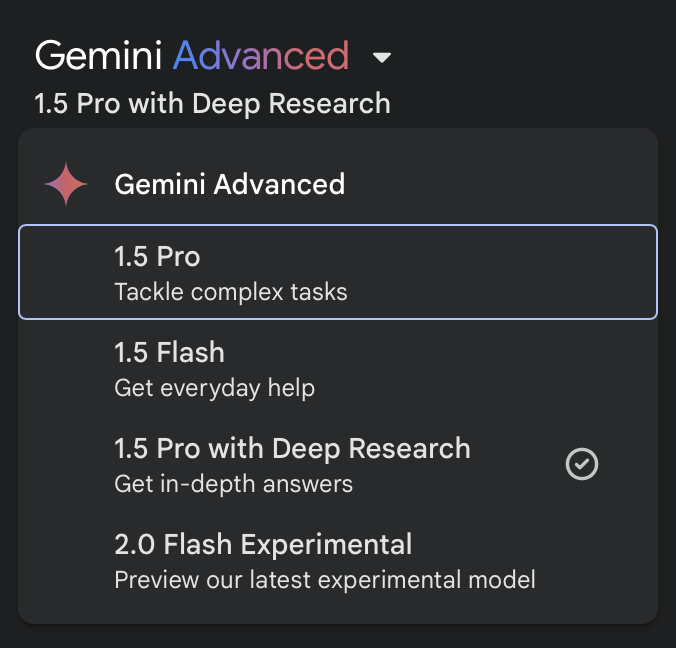 Gemini Advanced
1.5 Pro with Deep Research
Gemini Advanced
1.5 Pro
Tackle complex tasks
1.5 Flash
Get everyday help
1.5 Pro with Deep Research
Get in-depth answers
2.0 Flash Experimental
Preview our latest experimental model